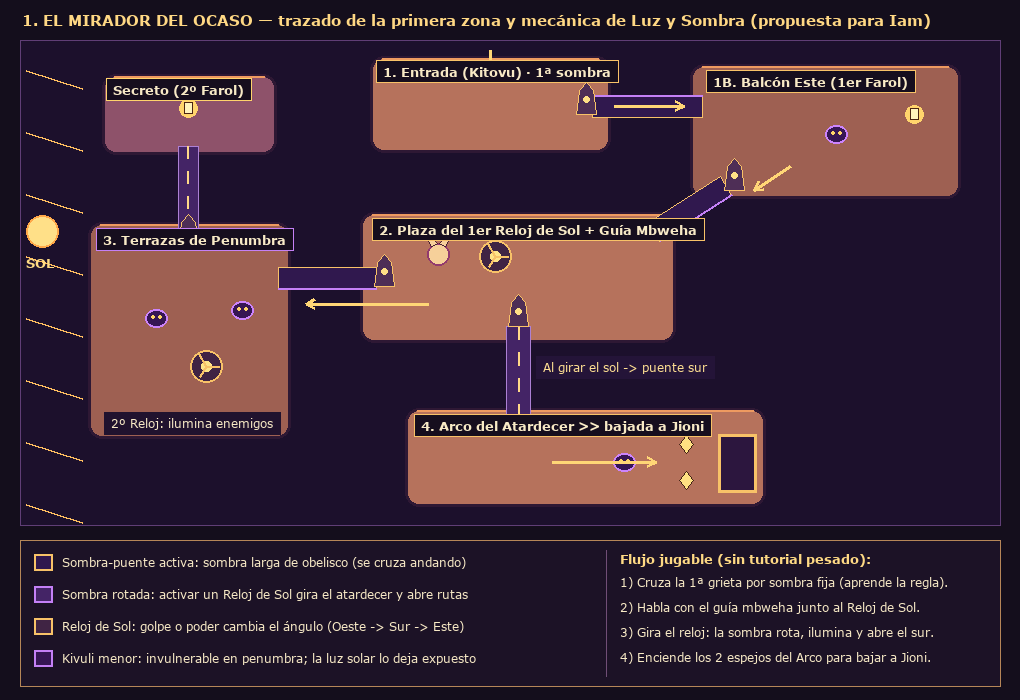 1. EL MIRADOR DEL OCASO — trazado de la primera zona y mecánica de Luz y Sombra (propuesta para Iam)
Secreto (2º Farol)
1. Entrada (Kitovu) · 1ª sombra
1B. Balcón Este (1er Farol)
SOL
3. Terrazas de Penumbra
2. Plaza del 1er Reloj de Sol + Guía Mbweha
Al girar el sol -> puente sur
2º Reloj: ilumina enemigos
4. Arco del Atardecer >> bajada a Jioni
Sombra-puente activa: sombra larga de obelisco (se cruza andando)
Sombra rotada: activar un Reloj de Sol gira el atardecer y abre rutas
Reloj de Sol: golpe o poder cambia el ángulo (Oeste -> Sur -> Este)
Kivuli menor: invulnerable en penumbra; la luz solar lo deja expuesto
Flujo jugable (sin tutorial pesado):
1) Cruza la 1ª grieta por sombra fija (aprende la regla).
2) Habla con el guía mbweha junto al Reloj de Sol.
3) Gira el reloj: la sombra rota, ilumina y abre el sur.
4) Enciende los 2 espejos del Arco para bajar a Jioni.